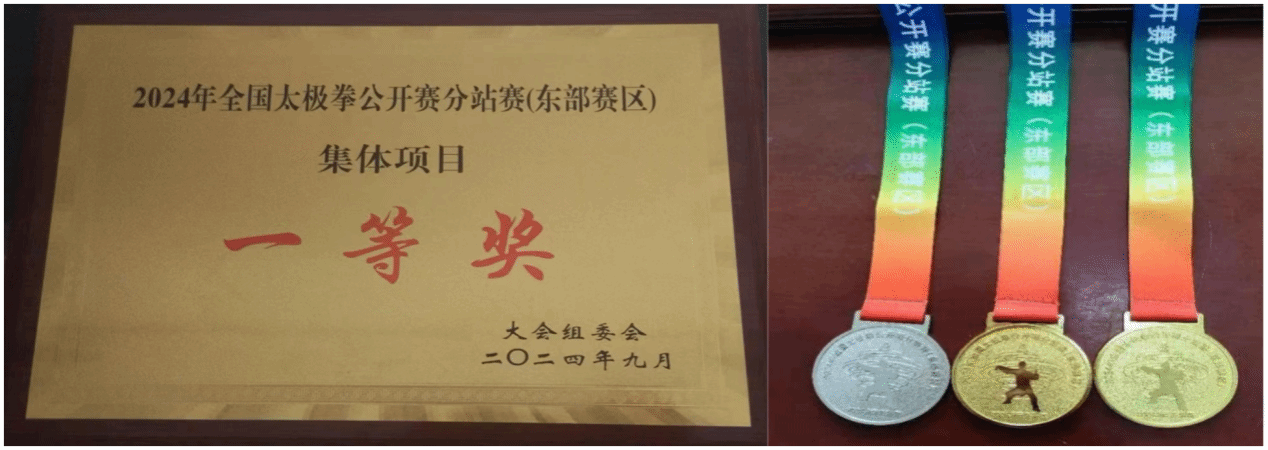 2024年全国太极拳公开赛分站赛(东部赛区)
集体项目
一等奖
大会组委会
二〇二四年九月
公开赛分站赛（东部赛区）
开赛分站赛（东部赛区）
开赛分站赛（东部赛区）